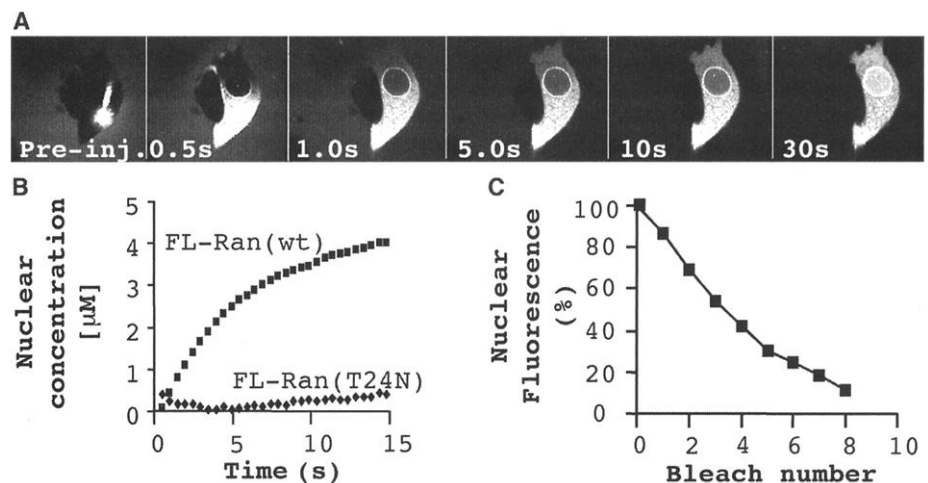 A
Pre-inj. 0.5s 1.0s 5.0s 10s 30s
B
Nuclear
concentration
[μM]
5
4
3
2
1
0
FL-Ran(wt)
FL-Ran(T24N)
0 5 10 15
Time (s)
C
Nuclear
Fluorescence
(%)
100
80
60
40
20
0
0 2 4 6 8 10
Bleach number